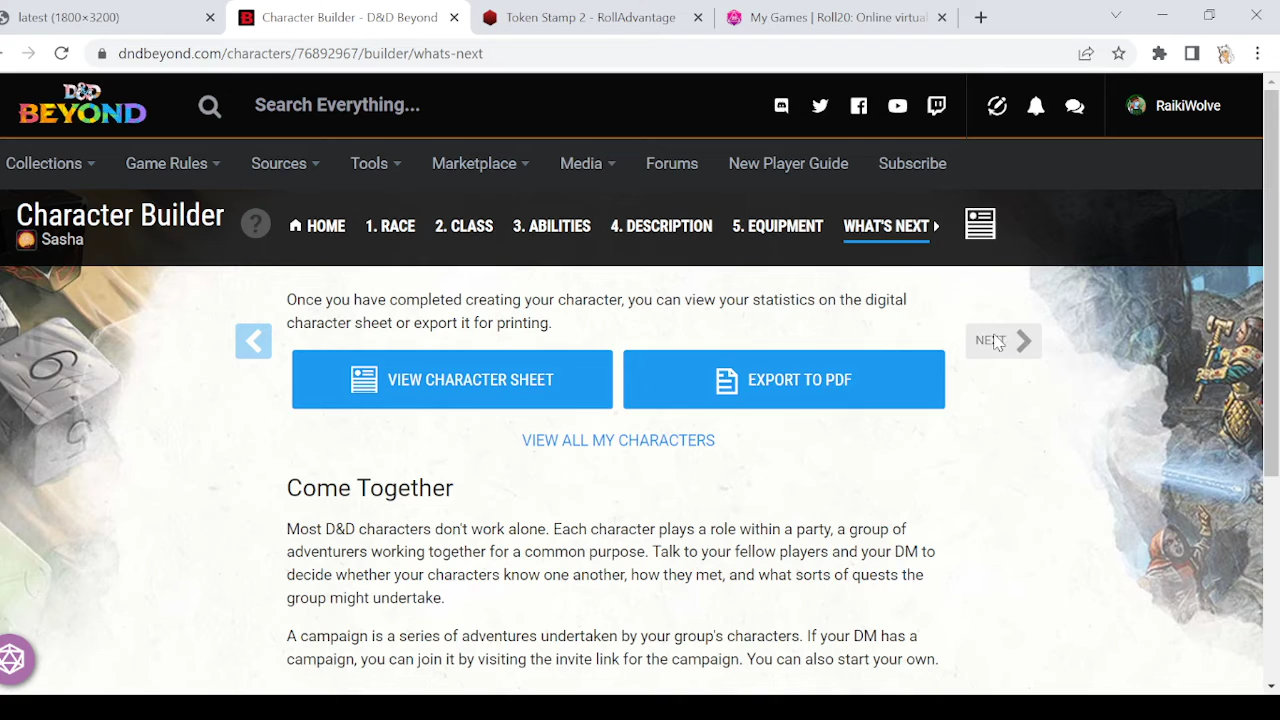 latest (1800×3200)
Character Builder - D&D Beyond
Token Stamp 2 - RollAdvantage
My Games | Roll20: Online virtual
dndbeyond.com/characters/76892967/builder/whats-next
D&D
BEYOND
Search Everything...
RaikiWolve
Collections
Game Rules
Sources
Tools
Marketplace
Media
Forums
New Player Guide
Subscribe
Character Builder
Sasha
?
HOME
1. RACE
2. CLASS
3. ABILITIES
4. DESCRIPTION
5. EQUIPMENT
WHAT'S NEXT
Once you have completed creating your character, you can view your statistics on the digital
character sheet or export it for printing.
NEXT
VIEW CHARACTER SHEET
EXPORT TO PDF
VIEW ALL MY CHARACTERS
Come Together
Most D&D characters don't work alone. Each character plays a role within a party, a group of
adventurers working together for a common purpose. Talk to your fellow players and your DM to
decide whether your characters know one another, how they met, and what sorts of quests the
group might undertake.
A campaign is a series of adventures undertaken by your group's characters. If your DM has a
campaign, you can join it by visiting the invite link for the campaign. You can also start your own.